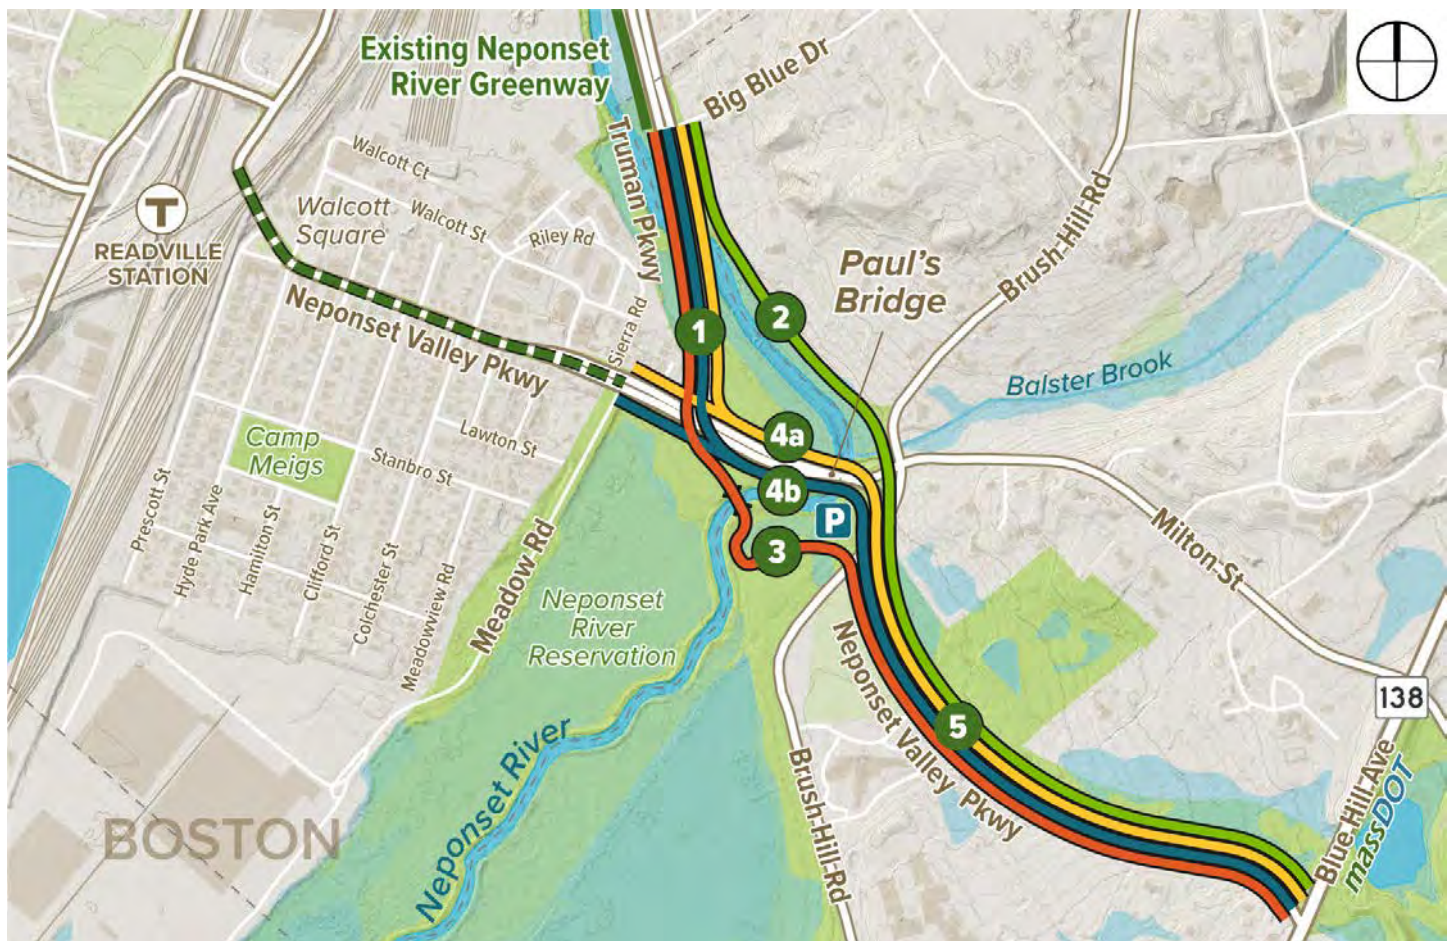 Existing Neponset
River Greenway
Big Blue Dr
Truman Pkwy
Walcott Ct
Walcott
Square
Walcott St
Riley Rd
Brush Hill Rd
T
READVILLE
STATION
Neponset Valley Pkwy
Sierra Rd
Paul's
Bridge
1
2
Balster Brook
Camp
Meigs
Lawton St
Stanbro St
4a
4b
P
3
Prescott St
Hyde Park Ave
Hamilton St
Clifford St
Colchester St
Meadowview Rd
Meadow Rd
Milton St
Neponset
River
Reservation
Neponset Valley Pkwy
5
138
Neponset River
Brush Hill Rd
Blue Hill Ave
massDOT
BOSTON